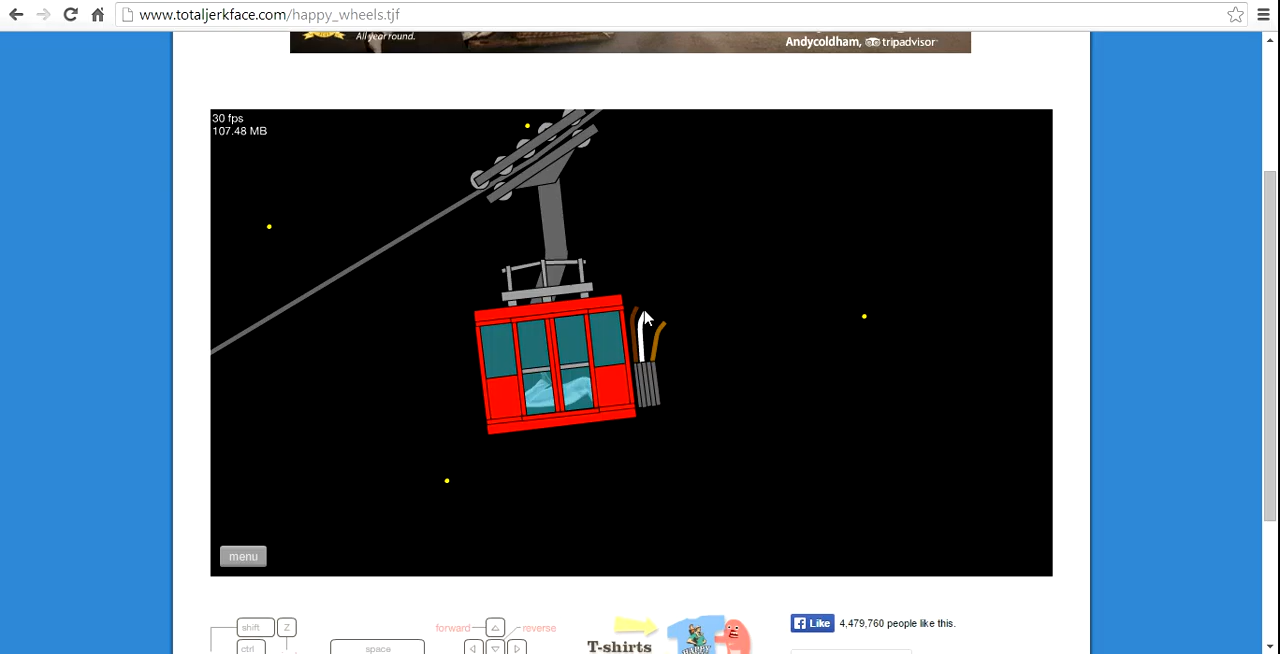 www.totaljerkface.com/happy_wheels.tjf
All year round.
Andycoldham, tripadvisor
30 fps
107.48 MB
menu
shift Z
forward reverse
Like 4,479,760 people like this.
ctrl
space
T-shirts
HAPPY